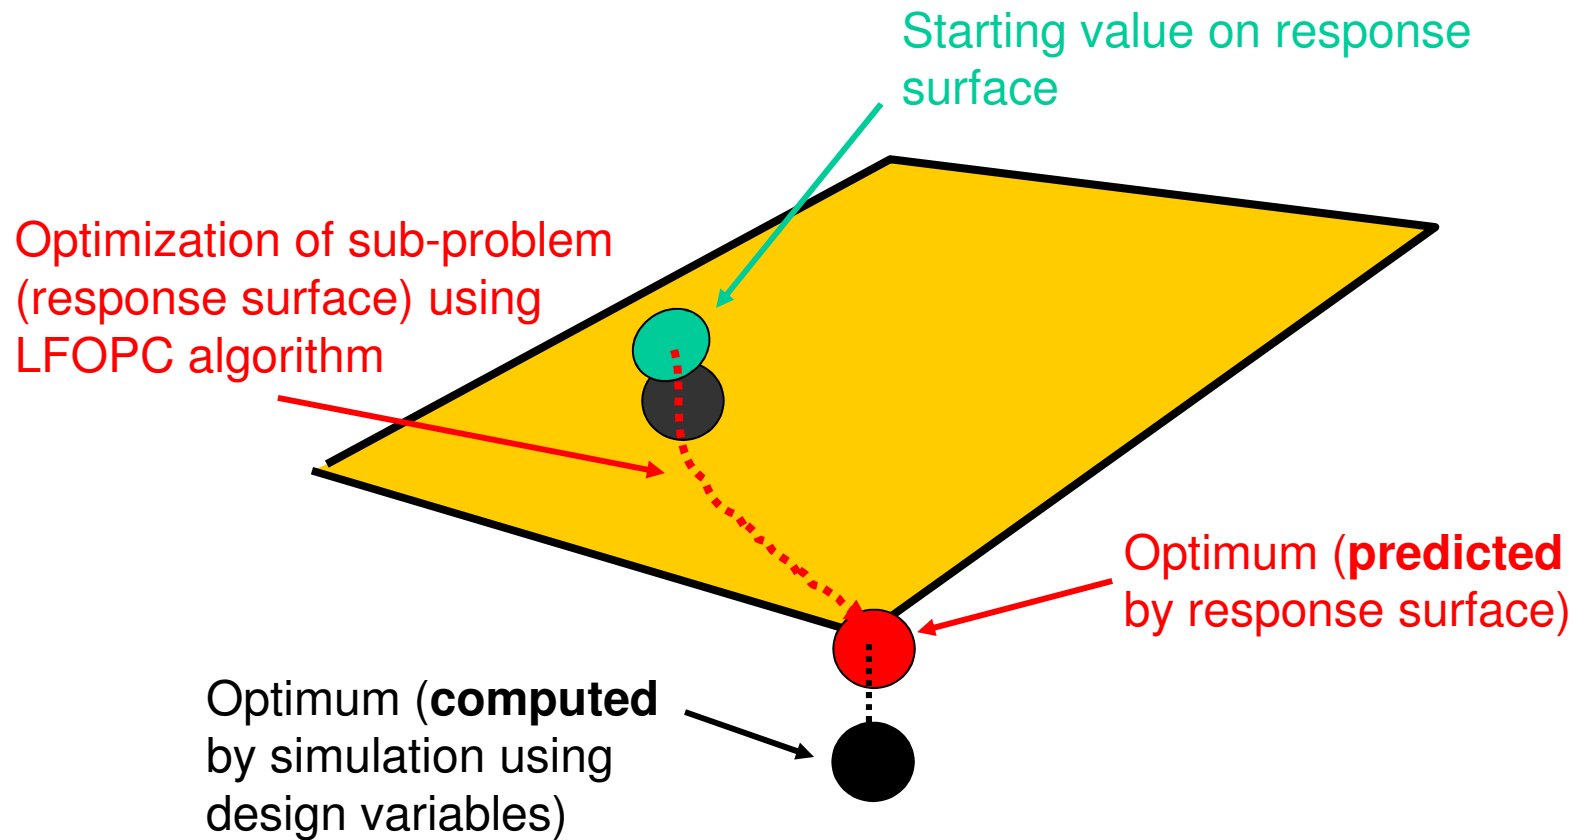 Starting value on response
surface
Optimization of sub-problem
(response surface) using
LFOPC algorithm
Optimum (predicted
by response surface)
Optimum (computed
by simulation using
design variables)